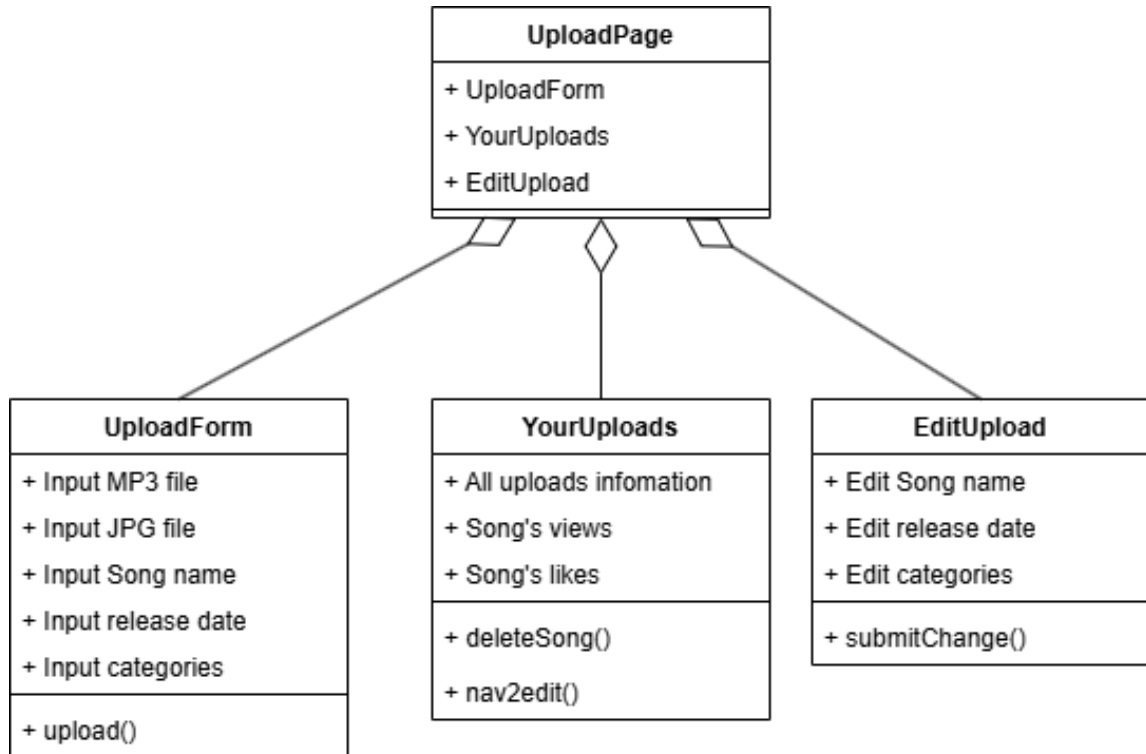 UploadPage
+ UploadForm
+ YourUploads
+ EditUpload
UploadForm
+ Input MP3 file
+ Input JPG file
+ Input Song name
+ Input release date
+ Input categories
+ upload()
YourUploads
+ All uploads infomation
+ Song's views
+ Song's likes
+ deleteSong()
+ nav2edit()
EditUpload
+ Edit Song name
+ Edit release date
+ Edit categories
+ submitChange()